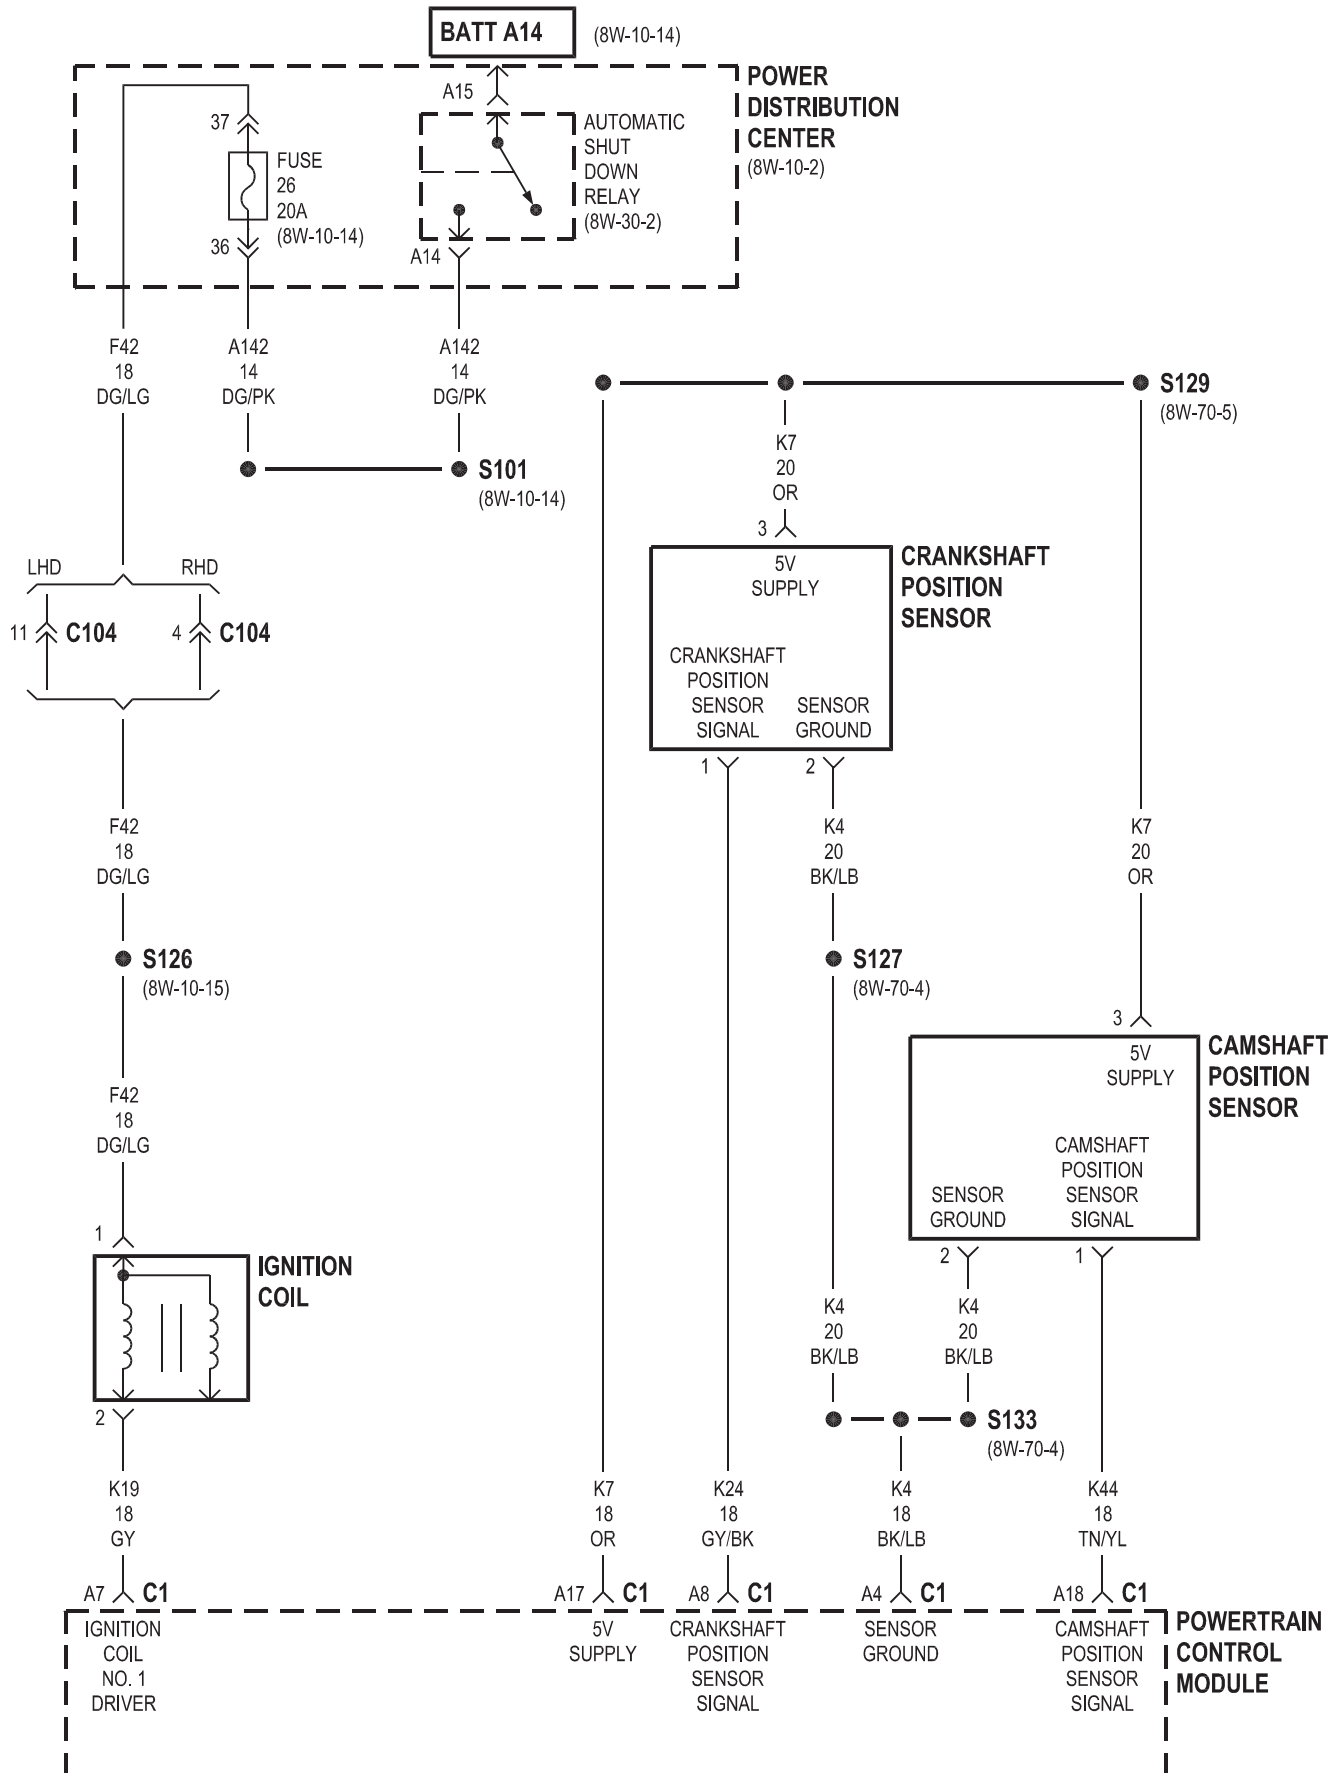 BATT A14
(8W-10-14)
POWER
DISTRIBUTION
CENTER
(8W-10-2)
A15
AUTOMATIC
SHUT
DOWN
RELAY
(8W-30-2)
37
FUSE
26
20A
(8W-10-14)
36
A14
F42
18
DG/LG
A142
14
DG/PK
A142
14
DG/PK
S129
(8W-70-5)
S101
(8W-10-14)
K7
20
OR
3
CRANKSHAFT
POSITION
SENSOR
5V
SUPPLY
CRANKSHAFT
POSITION
SENSOR
SIGNAL
SENSOR
GROUND
1
2
LHD
RHD
11
C104
4
C104
F42
18
DG/LG
K4
20
BK/LB
K7
20
OR
S126
(8W-10-15)
S127
(8W-70-4)
3
CAMSHAFT
POSITION
SENSOR
5V
SUPPLY
CAMSHAFT
POSITION
SENSOR
SIGNAL
SENSOR
GROUND
2
1
F42
18
DG/LG
1
IGNITION
COIL
2
K4
20
BK/LB
K4
20
BK/LB
S133
(8W-70-4)
K19
18
GY
K7
18
OR
K24
18
GY/BK
K4
18
BK/LB
K44
18
TN/YL
A7
C1
A17
C1
A8
C1
A4
C1
A18
C1
IGNITION
COIL
NO. 1
DRIVER
5V
SUPPLY
CRANKSHAFT
POSITION
SENSOR
SIGNAL
SENSOR
GROUND
CAMSHAFT
POSITION
SENSOR
SIGNAL
POWERTRAIN
CONTROL
MODULE